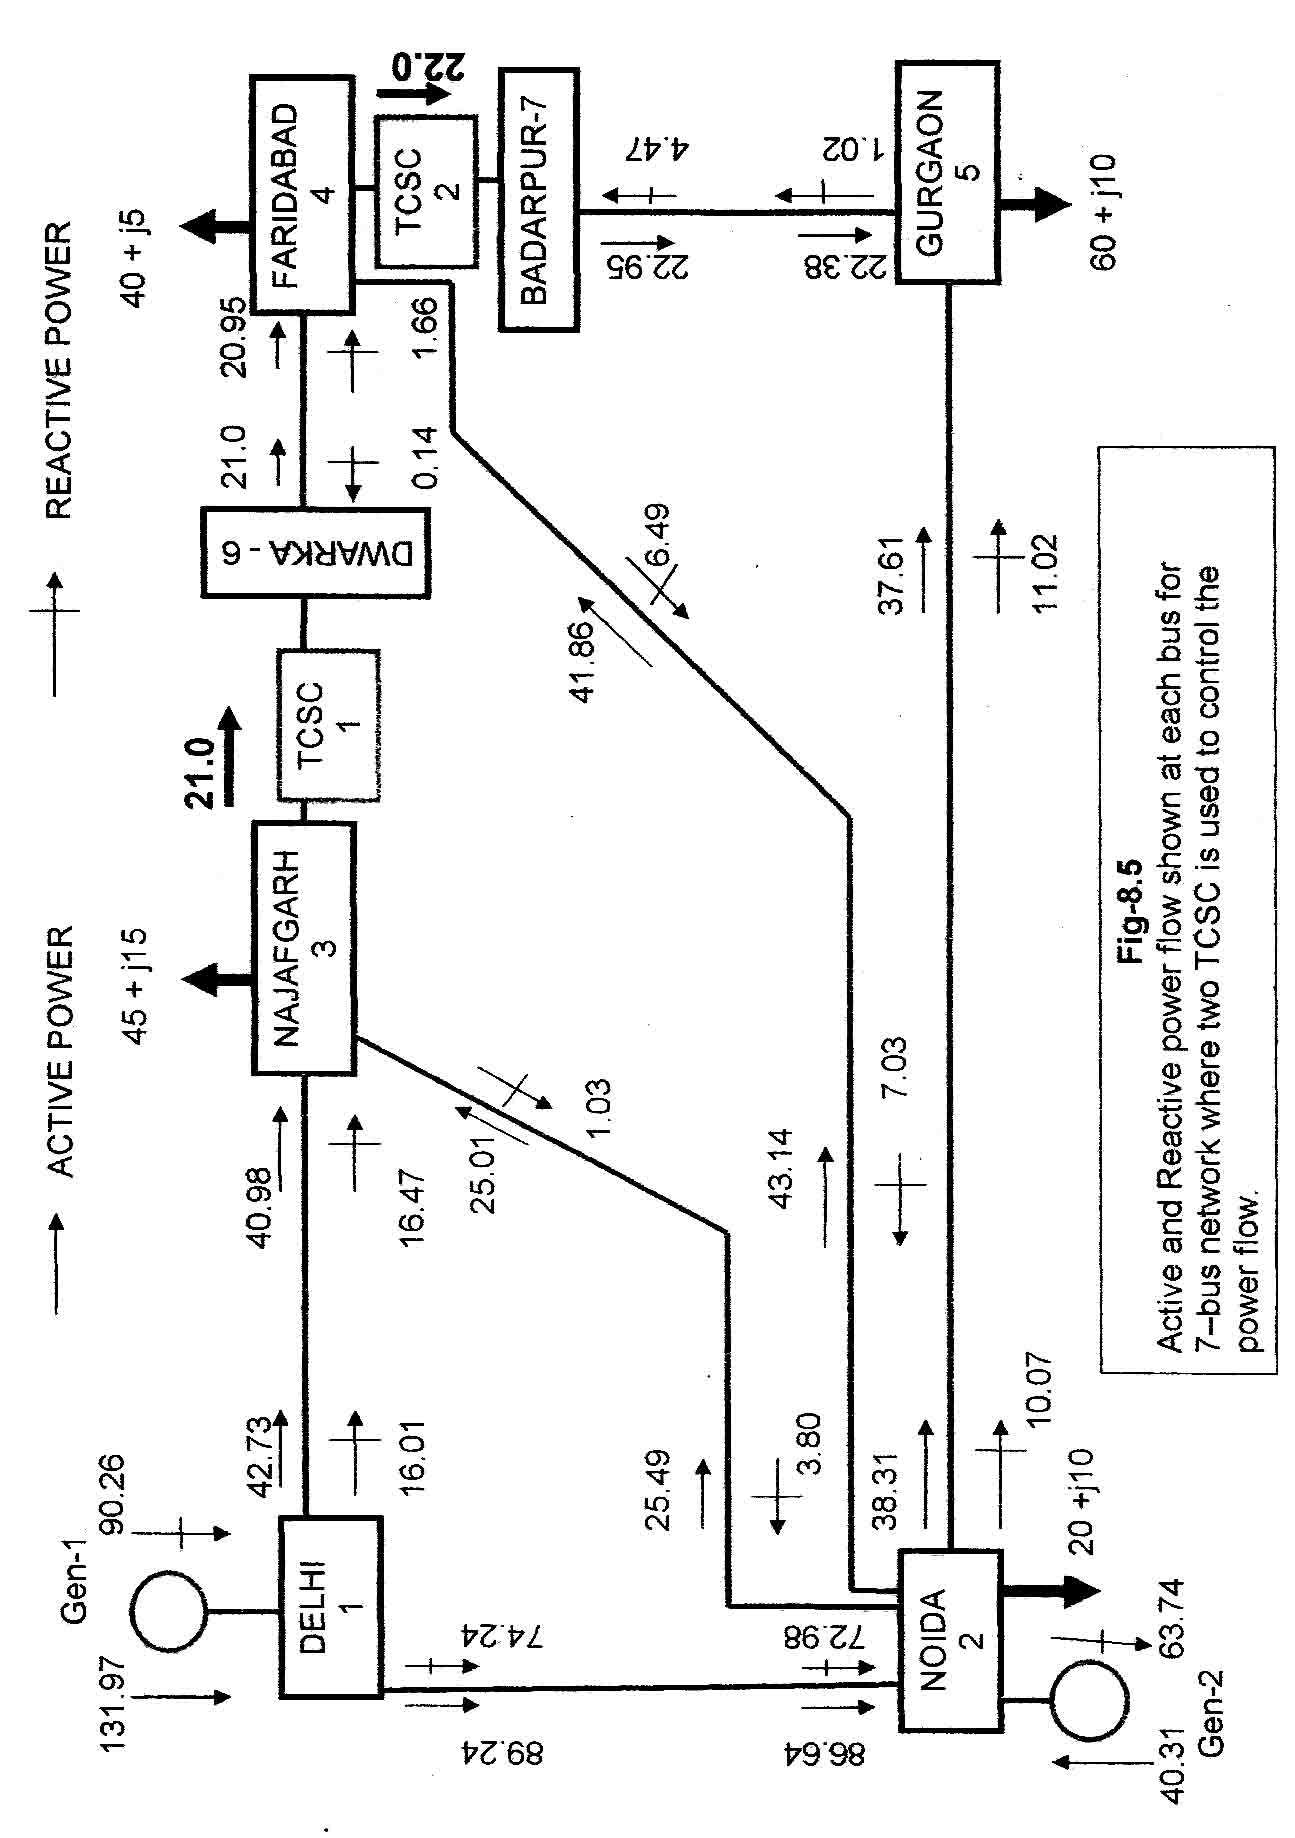 ACTIVE POWER
REACTIVE POWER
Gen-1
131.97
90.26
DELHI
1
42.73
16.01
40.98
16.47
45 + j15
NAJAFGARH
3
21.0
TCSC
1
DWARKA - 6
21.0
0.14
20.95
1.66
40 + j5
FARIDABAD
4
22.0
TCSC
2
BADARPUR-7
22.95
4.47
22.38
1.02
GURGAON
5
60 + j10
89.24
74.24
86.64
72.98
25.49
3.80
25.01
1.03
43.14
7.03
41.86
6.49
38.31
10.07
37.61
11.02
NOIDA
2
20 +j10
40.31
63.74
Gen-2
Fig-8.5
Active and Reactive power flow shown at each bus for
7–bus network where two TCSC is used to control the
power flow.